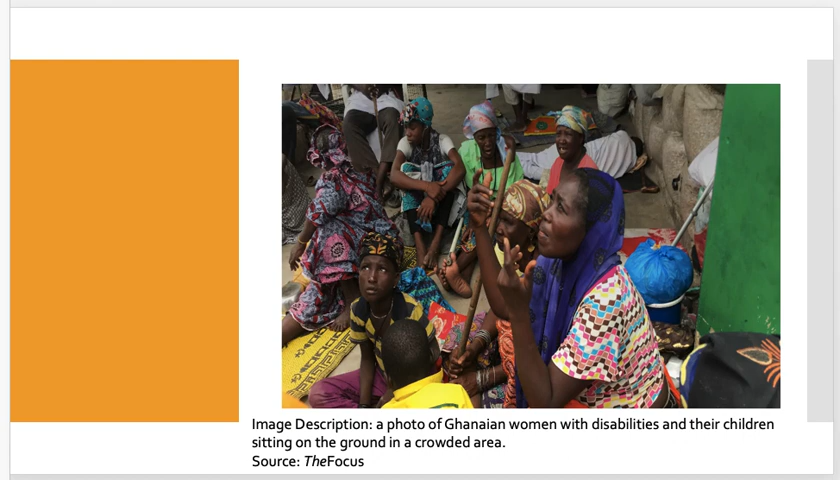 Image Description: a photo of Ghanaian women with disabilities and their children
sitting on the ground in a crowded area.
Source: TheFocus